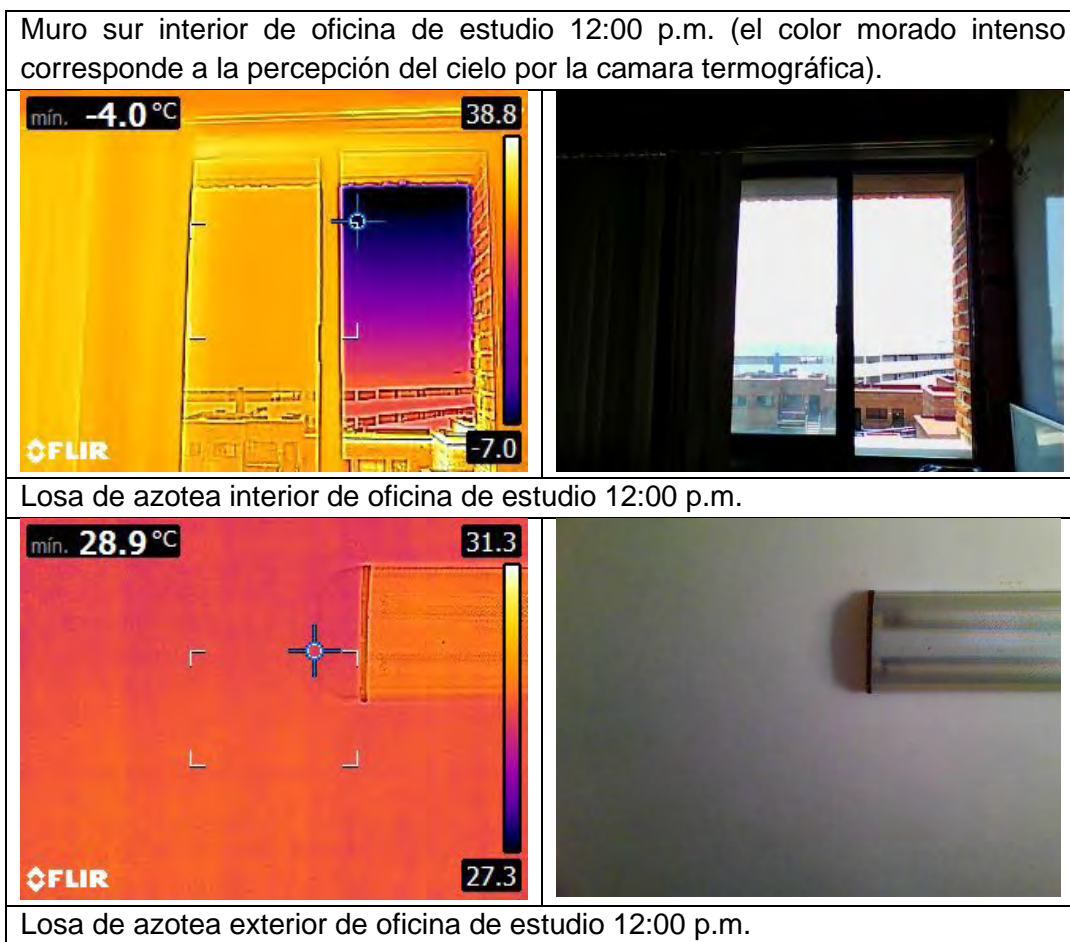 Muro sur interior de oficina de estudio 12:00 p.m. (el color morado intenso
corresponde a la percepción del cielo por la camara termográfica).
mín. -4.0 °C
38.8
-7.0
FLIR
Losa de azotea interior de oficina de estudio 12:00 p.m.
mín. 28.9 °C
31.3
27.3
FLIR
Losa de azotea exterior de oficina de estudio 12:00 p.m.